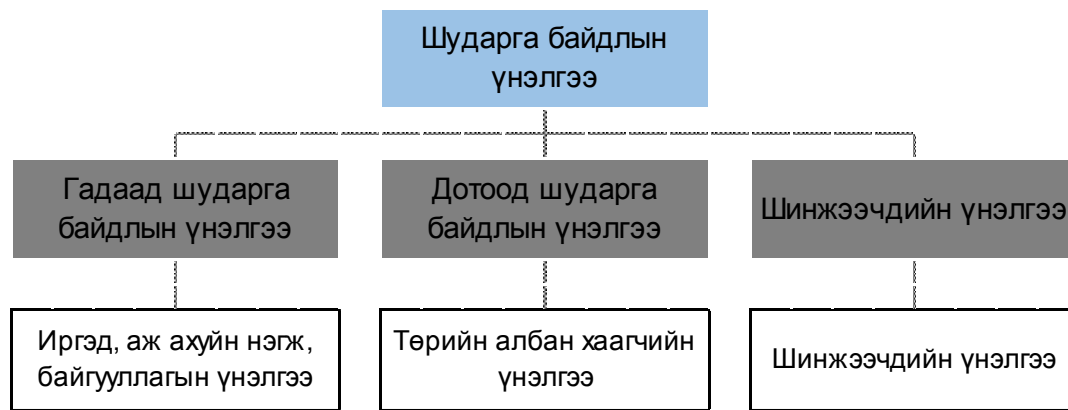 Шударга байдлын
үнэлгээ
Гадаад шударга
байдлын үнэлгээ
Дотоод шударга
байдлын үнэлгээ
Шинжээчдийн үнэлгээ
Иргэд, аж ахуйн нэгж,
байгууллагын үнэлгээ
Төрийн албан хаагчийн
үнэлгээ
Шинжээчдийн үнэлгээ